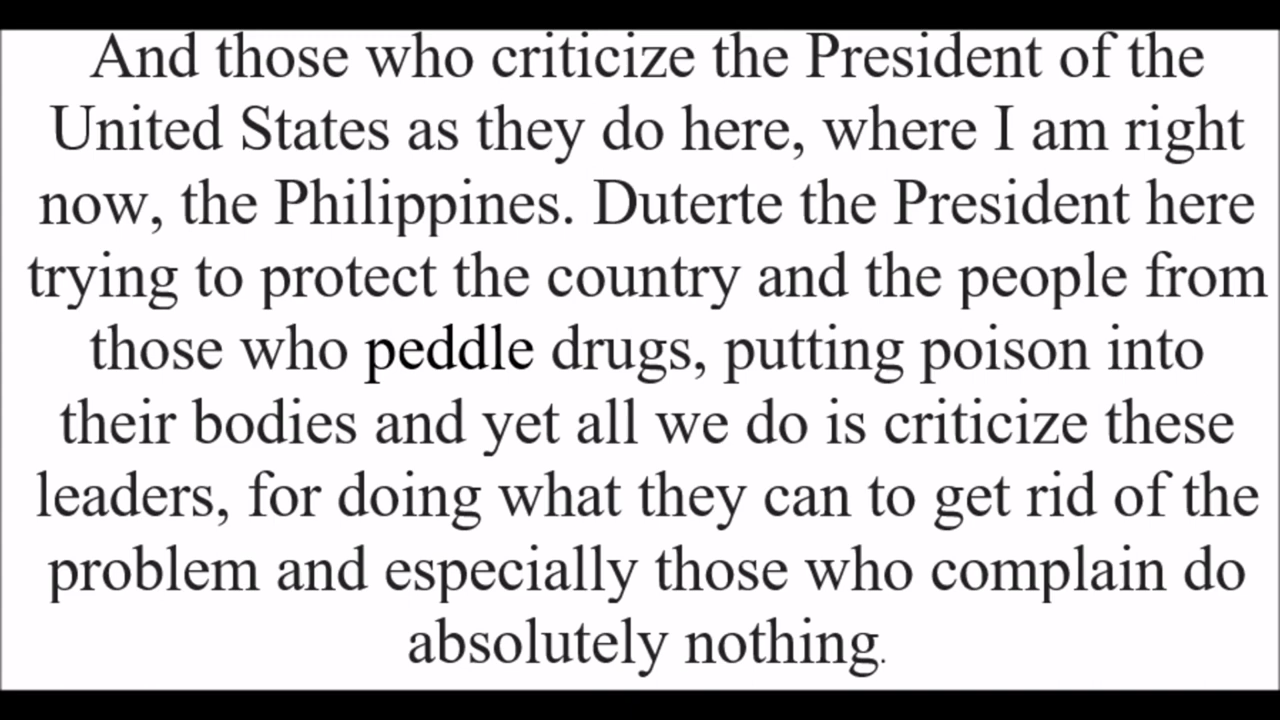 And those who criticize the President of the
United States as they do here, where I am right
now, the Philippines. Duterte the President here
trying to protect the country and the people from
those who peddle drugs, putting poison into
their bodies and yet all we do is criticize these
leaders, for doing what they can to get rid of the
problem and especially those who complain do
absolutely nothing.